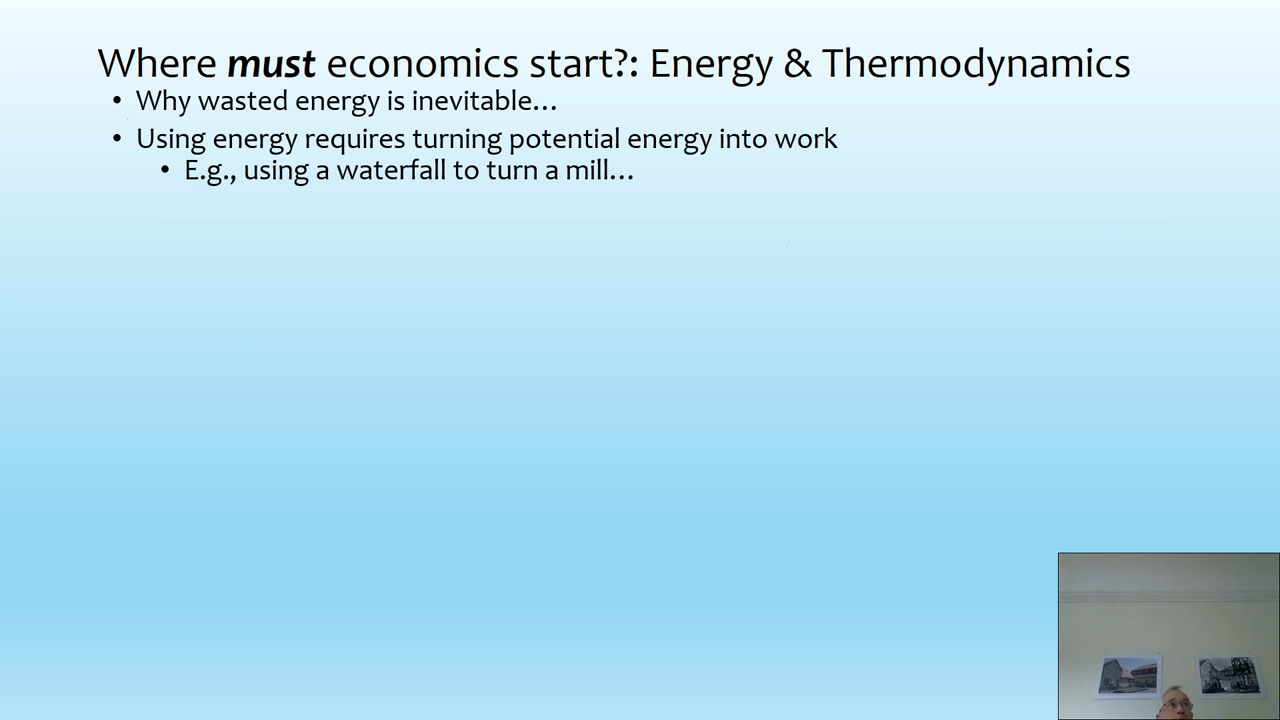 Where must economics start?: Energy & Thermodynamics
• Why wasted energy is inevitable…
• Using energy requires turning potential energy into work
• E.g., using a waterfall to turn a mill…